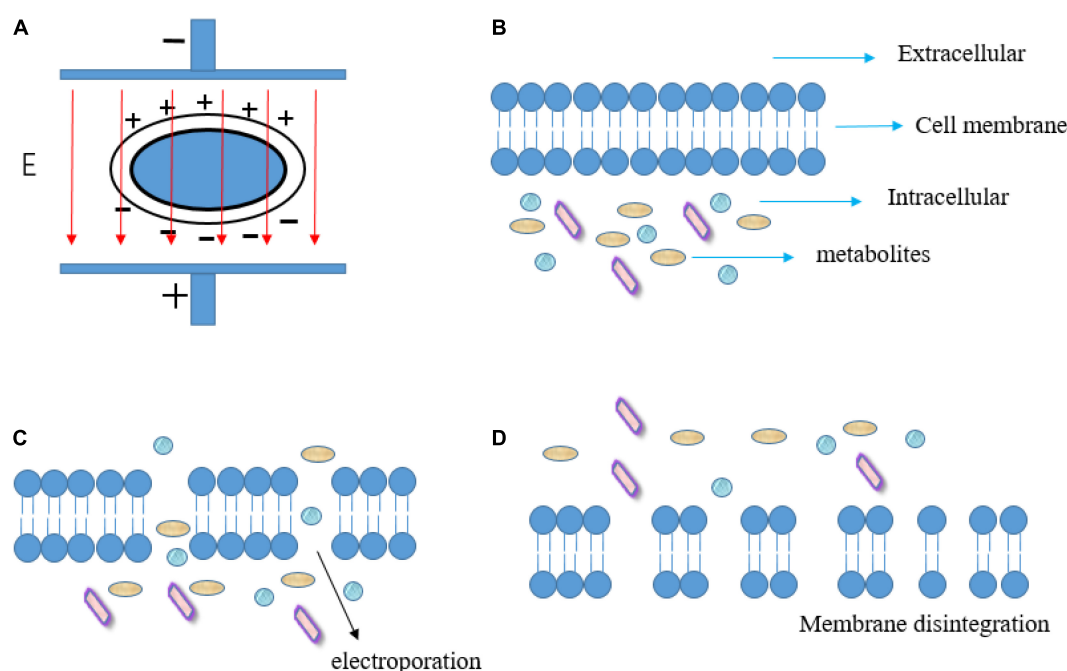 A
−
+ + + + +
E
− − − − −
+
B
Extracellular
Cell membrane
Intracellular
metabolites
C
electroporation
D
Membrane disintegration